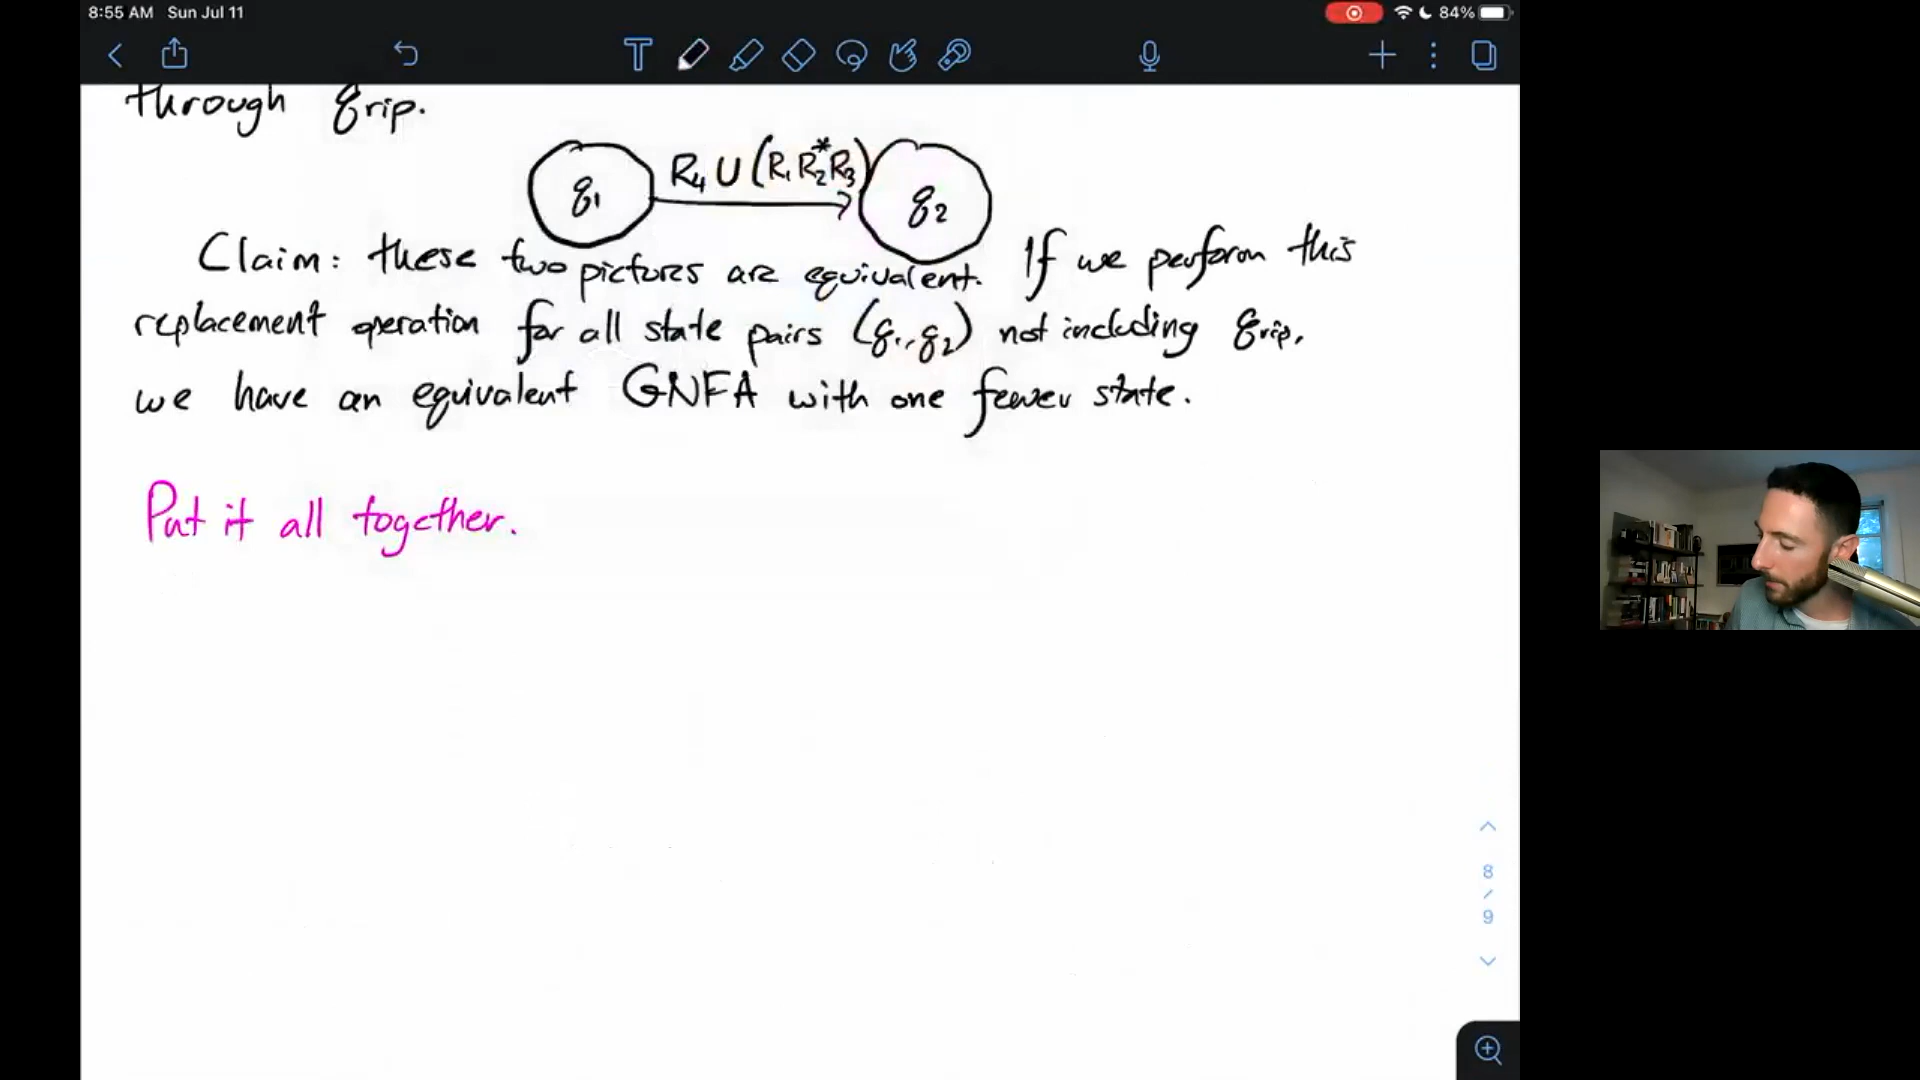 8:55 AM Sun Jul 11
84%
through qrip.
q1 R4 ∪ (R1 R2* R3) q2
Claim: these two pictures are equivalent. If we perform this
replacement operation for all state pairs (q1, q2) not including qrip,
we have an equivalent GNFA with one fewer state.
Put it all together.
8
/
9